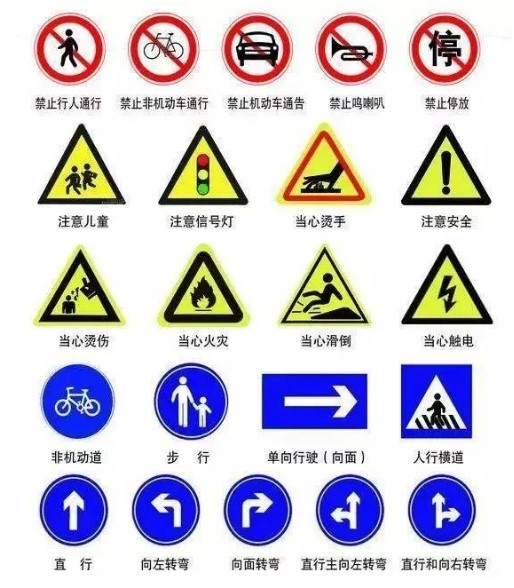 停
禁止行人通行 禁止非机动车通行 禁止机动车通告 禁止鸣喇叭 禁止停放
注意儿童 注意信号灯 当心烫手 注意安全
当心烫伤 当心火灾 当心滑倒 当心触电
非机动道 步 行 单向行驶（向面） 人行横道
直 行 向左转弯 向面转弯 直行主向左转弯 直行和向右转弯